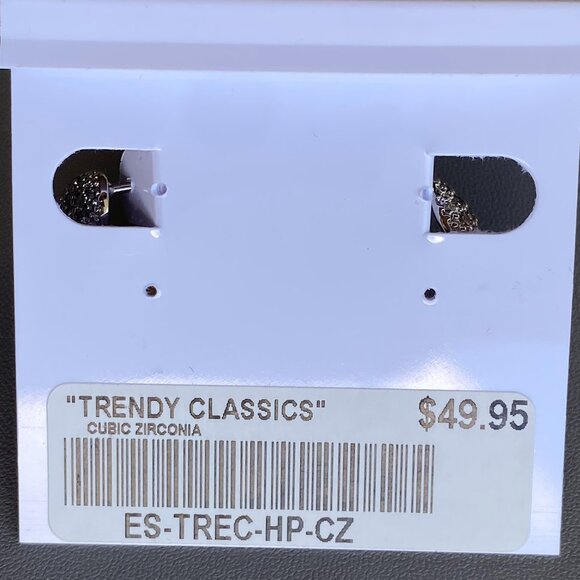 "TRENDY CLASSICS" $49.95
CUBIC ZIRCONIA
ES-TREC-HP-CZ